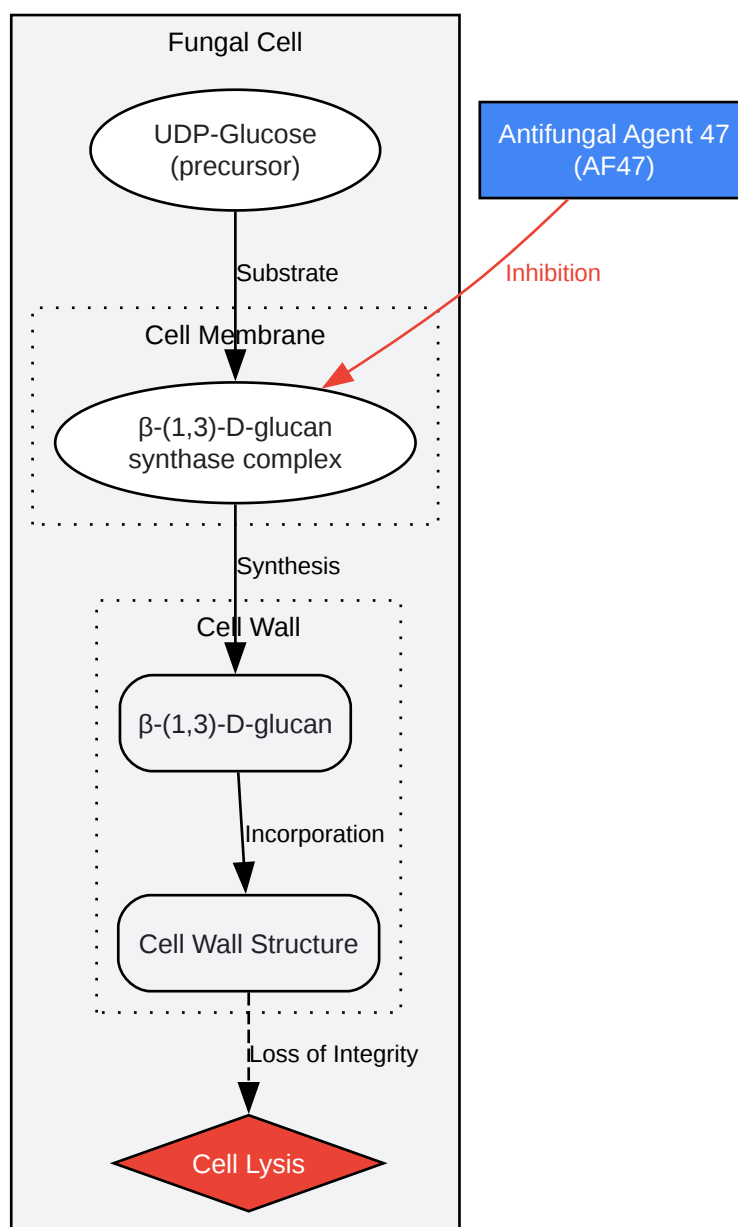 Fungal Cell
UDP-Glucose
(precursor)
Antifungal Agent 47
(AF47)
Substrate
Inhibition
Cell Membrane
β-(1,3)-D-glucan
synthase complex
Synthesis
Cell Wall
β-(1,3)-D-glucan
Incorporation
Cell Wall Structure
Loss of Integrity
Cell Lysis